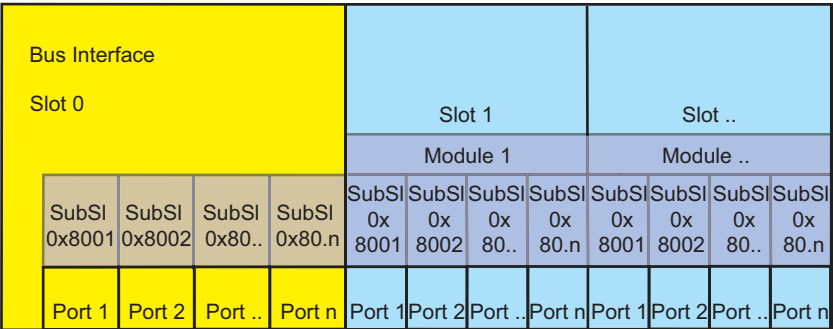 Bus Interface
Slot 0
Slot 1 Slot ..
Module 1 Module ..
SubSl SubSl SubSl SubSl SubSl SubSl SubSl SubSl SubSl SubSl SubSl SubSl
0x8001 0x8002 0x80.. 0x80.n 0x 0x 0x 0x 0x 0x 0x 0x
8001 8002 80.. 80.n 8001 8002 80.. 80.n
Port 1 Port 2 Port .. Port n Port 1 Port 2 Port .. Port n Port 1 Port 2 Port .. Port n